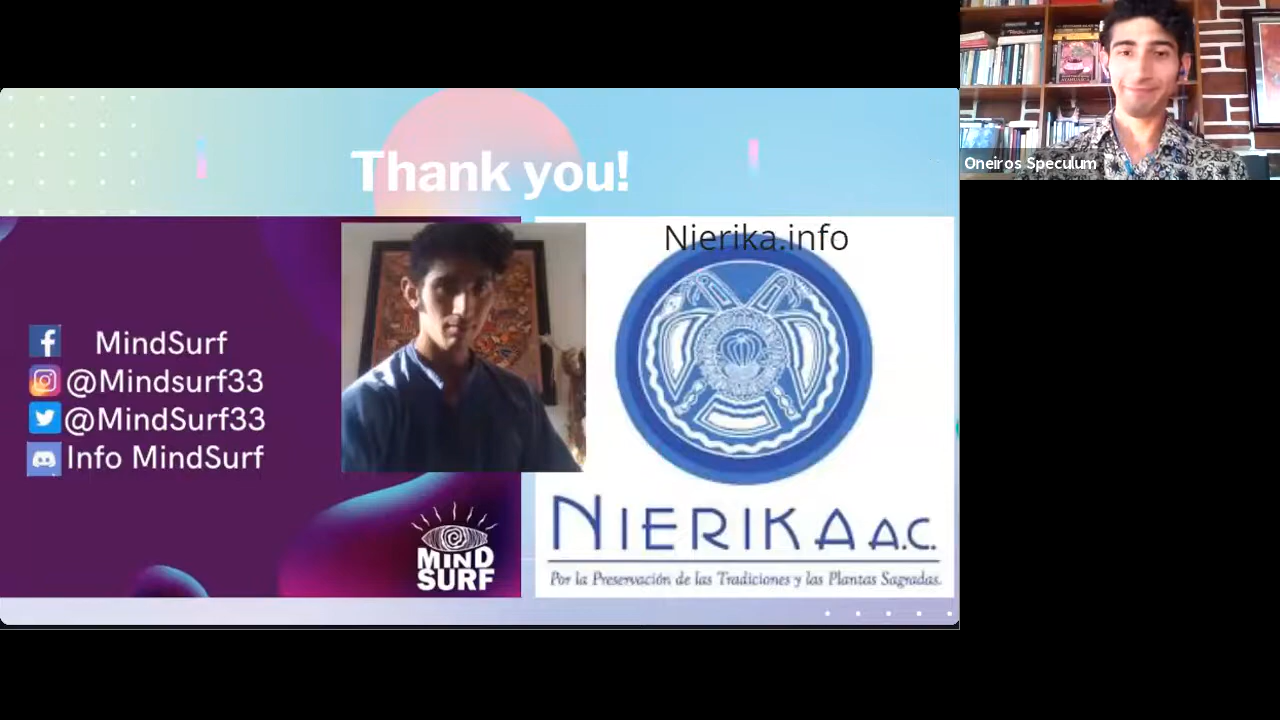 Thank you!
MindSurf
@Mindsurf33
@MindSurf33
Info MindSurf
MIND
SURF
Nierika.info
NIERIKA A.C.
Por la Preservación de las Tradiciones y las Plantas Sagradas.
Oneiros Speculum